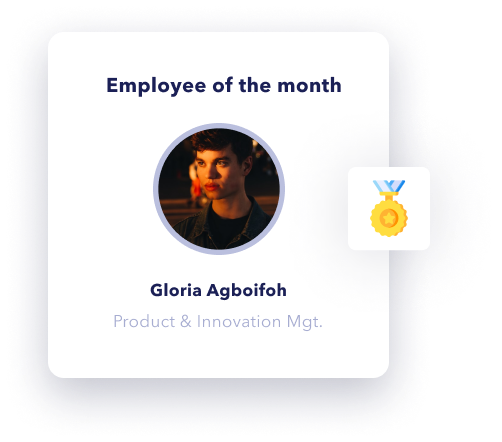 Employee of the month
Gloria Agboifoh
Product & Innovation Mgt.